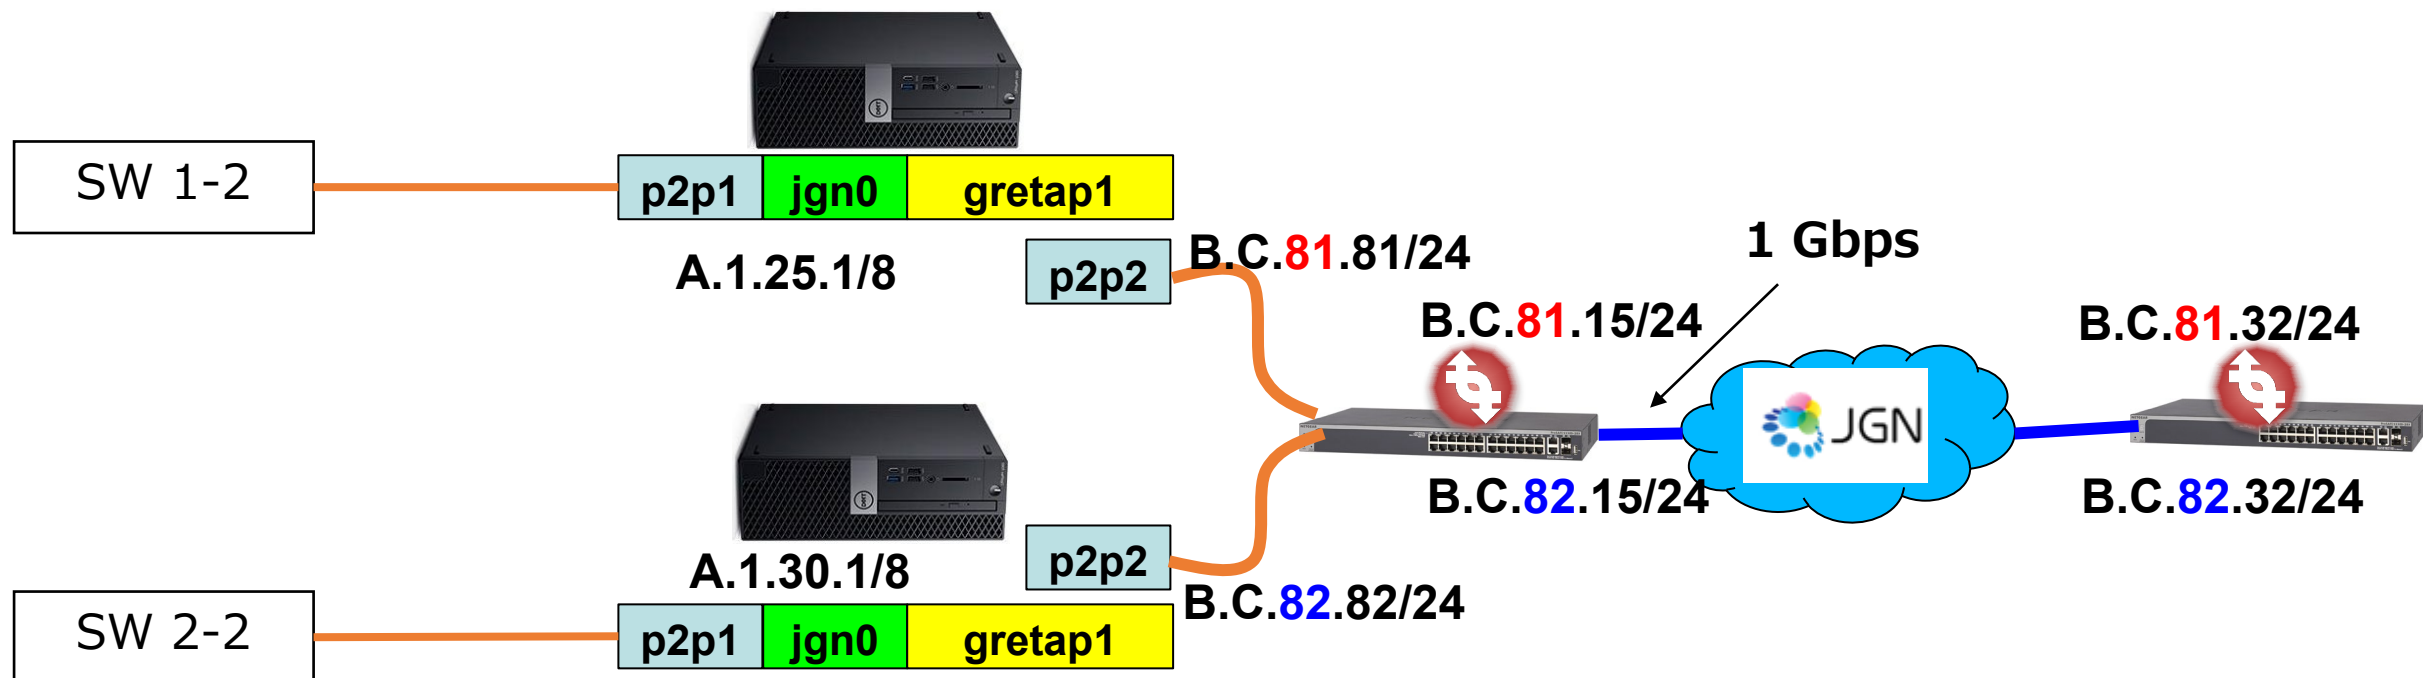 SW 1-2
p2p1 jgn0 gretap1
A.1.25.1/8
p2p2
B.C.81.81/24
1 Gbps
B.C.81.15/24
B.C.81.32/24
JGN
B.C.82.15/24
B.C.82.32/24
A.1.30.1/8
p2p2
B.C.82.82/24
SW 2-2
p2p1 jgn0 gretap1